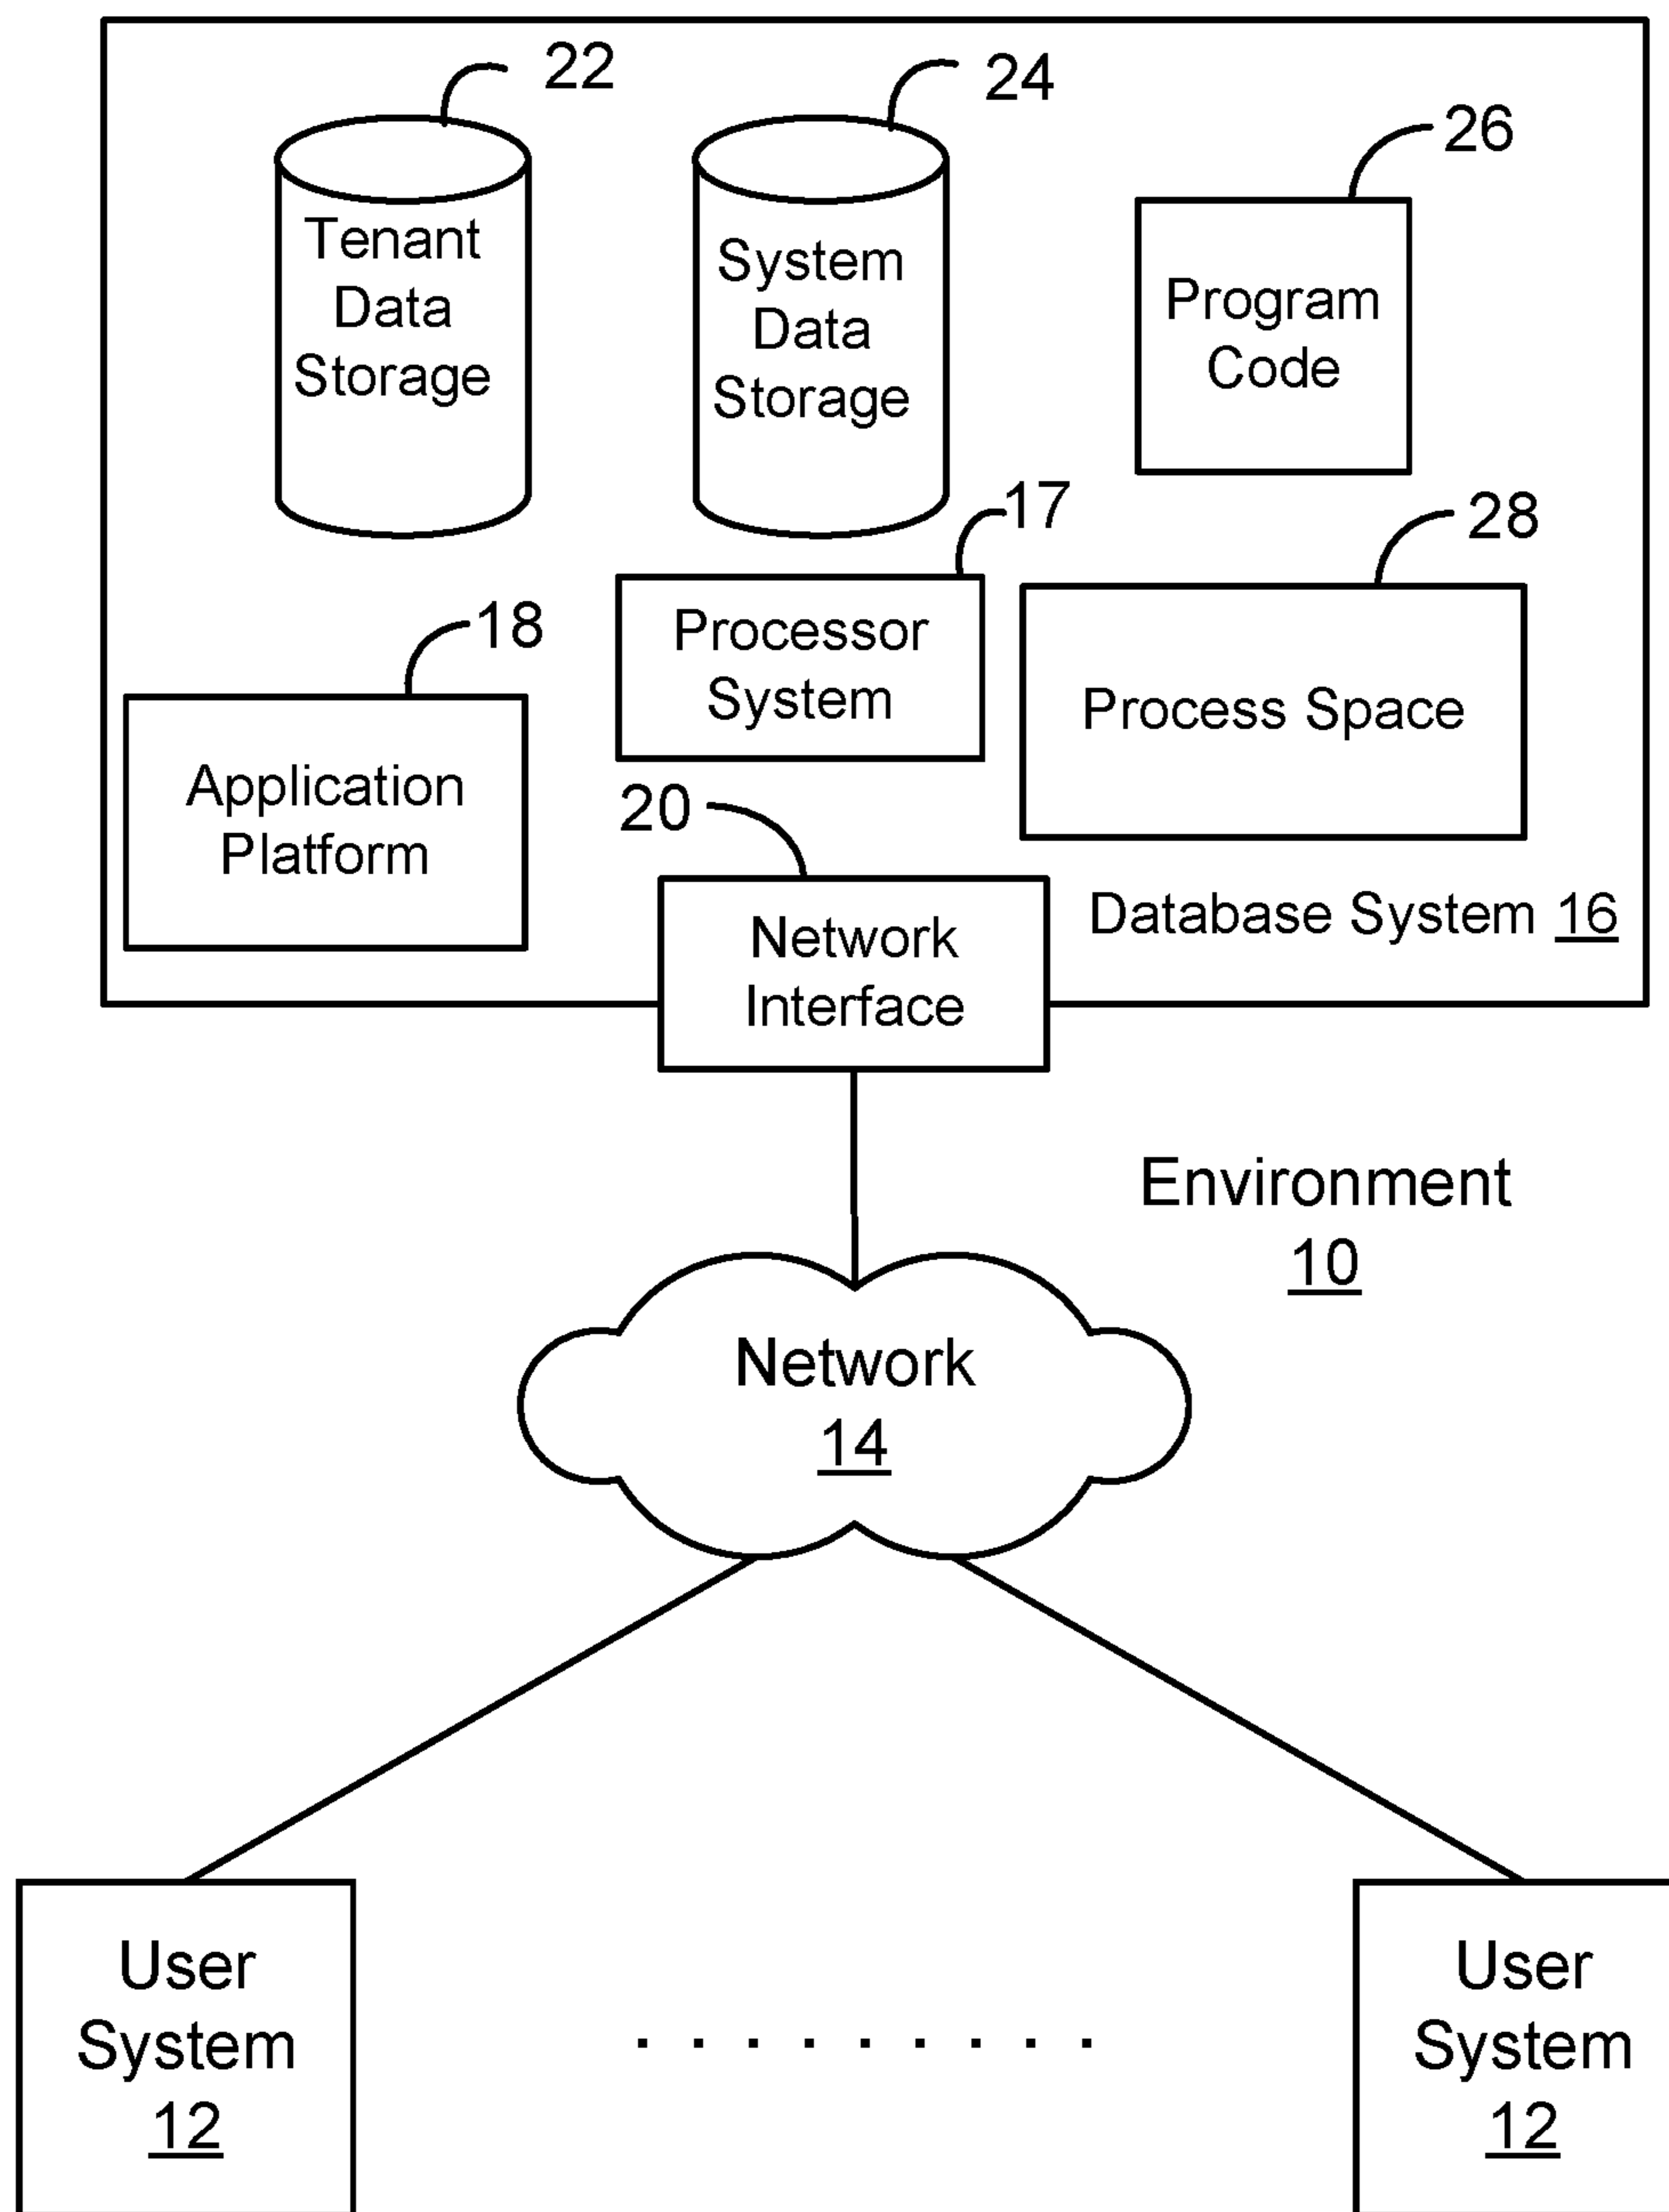 22
24
26
Tenant
Data
Storage
System
Data
Storage
Program
Code
17
28
18
Processor
System
Process Space
Application
Platform
20
Network
Interface
Database System 16
Environment
10
Network
14
User
System
12
. . . . . . . . .
User
System
12